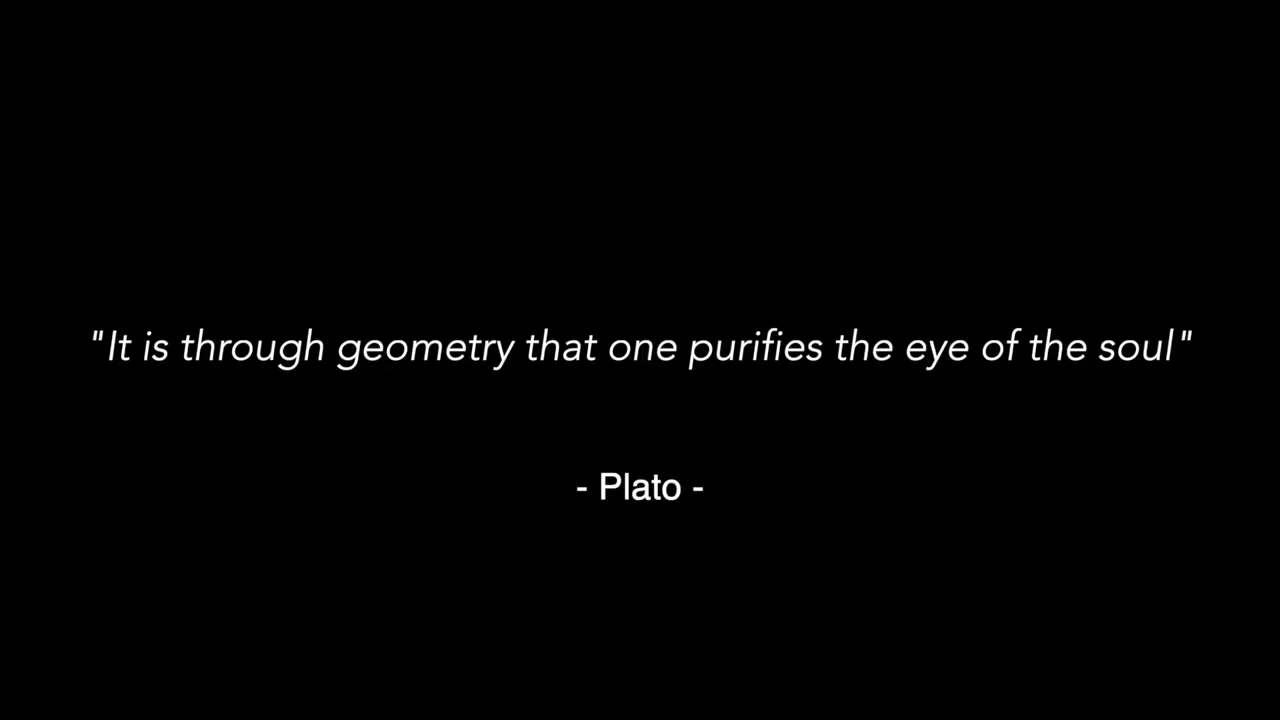 "It is through geometry that one purifies the eye of the soul"
- Plato -